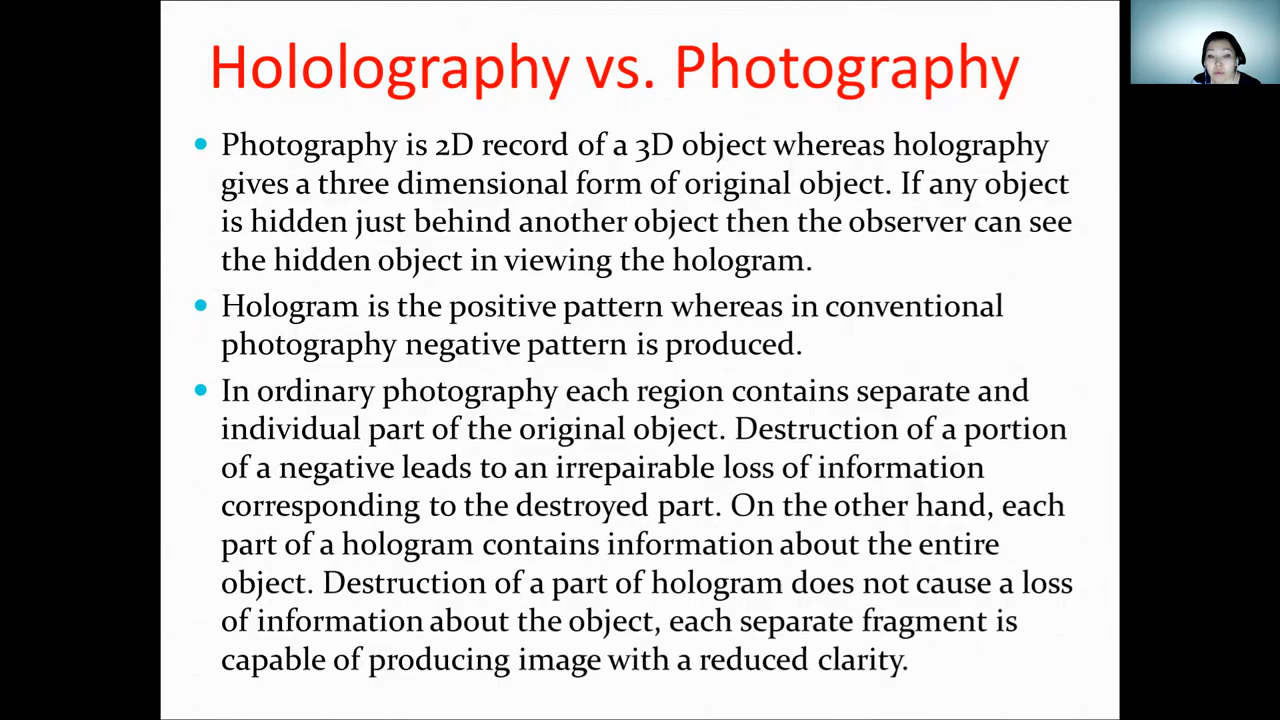 Hololography vs. Photography
Photography is 2D record of a 3D object whereas holography
gives a three dimensional form of original object. If any object
is hidden just behind another object then the observer can see
the hidden object in viewing the hologram.
Hologram is the positive pattern whereas in conventional
photography negative pattern is produced.
In ordinary photography each region contains separate and
individual part of the original object. Destruction of a portion
of a negative leads to an irrepairable loss of information
corresponding to the destroyed part. On the other hand, each
part of a hologram contains information about the entire
object. Destruction of a part of hologram does not cause a loss
of information about the object, each separate fragment is
capable of producing image with a reduced clarity.